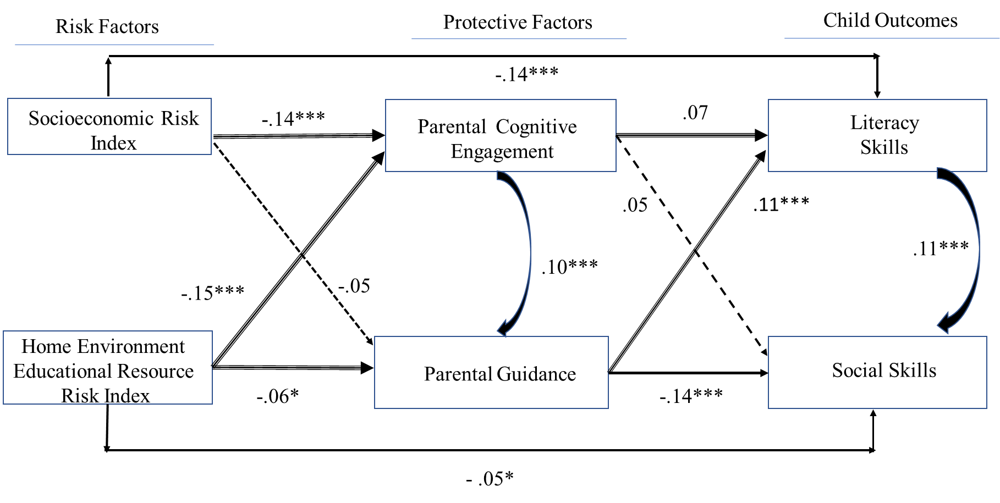 Risk Factors
Protective Factors
Child Outcomes
-.14***
Socioeconomic Risk
Index
-.14***
Parental Cognitive
Engagement
.07
Literacy
Skills
.05
.11***
.11***
.10***
-.15***
-.05
Home Environment
Educational Resource
Risk Index
-.06*
Parental Guidance
-.14***
Social Skills
- .05*